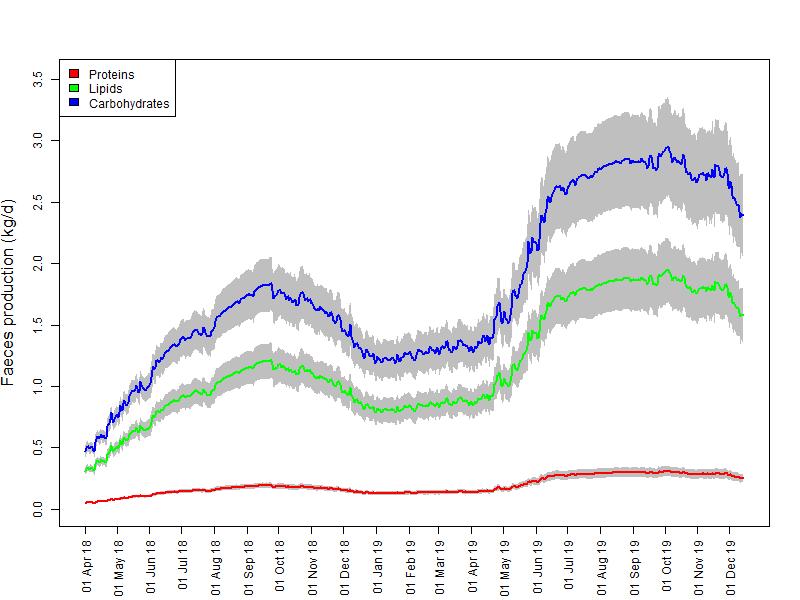 Proteins
Lipids
Carbohydrates
Faeces production (kg/d)
3.5
3.0
2.5
2.0
1.5
1.0
0.5
0.0
01 Apr 18
01 May 18
01 Jun 18
01 Jul 18
01 Aug 18
01 Sep 18
01 Oct 18
01 Nov 18
01 Dec 18
01 Jan 19
01 Feb 19
01 Mar 19
01 Apr 19
01 May 19
01 Jun 19
01 Jul 19
01 Aug 19
01 Sep 19
01 Oct 19
01 Nov 19
01 Dec 19